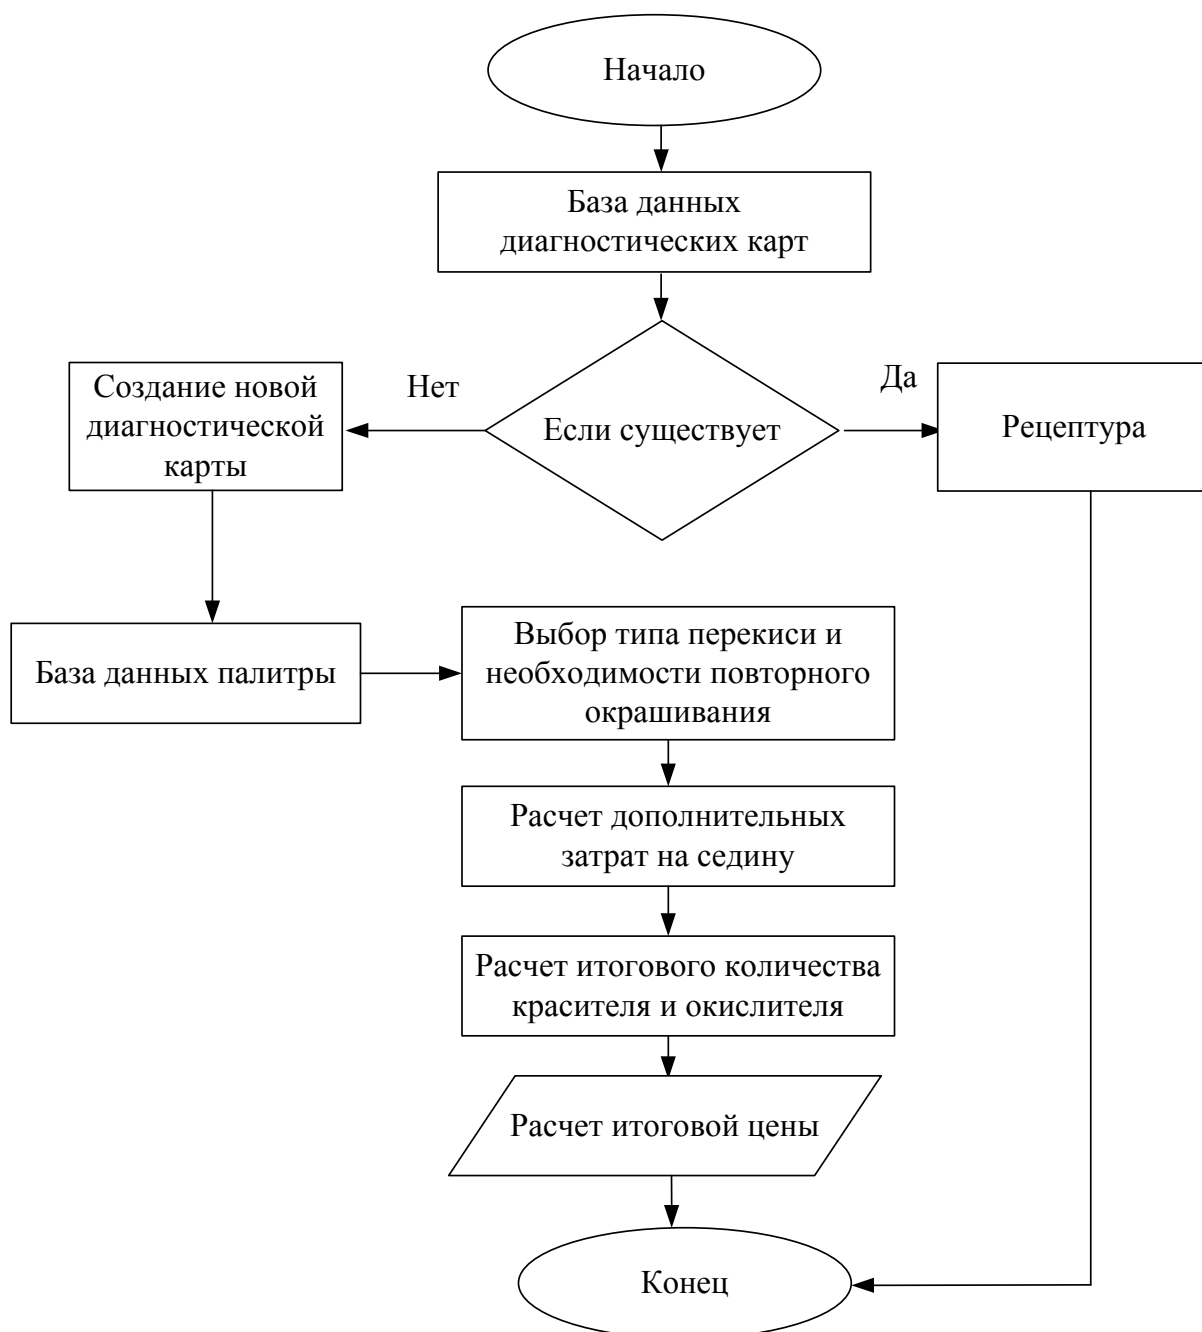 Начало
База данных
диагностических карт
Создание новой
диагностической
карты
Нет
Если существует
Да
Рецептура
База данных палитры
Выбор типа перекиси и
необходимости повторного
окрашивания
Расчет дополнительных
затрат на седину
Расчет итогового количества
красителя и окислителя
Расчет итоговой цены
Конец